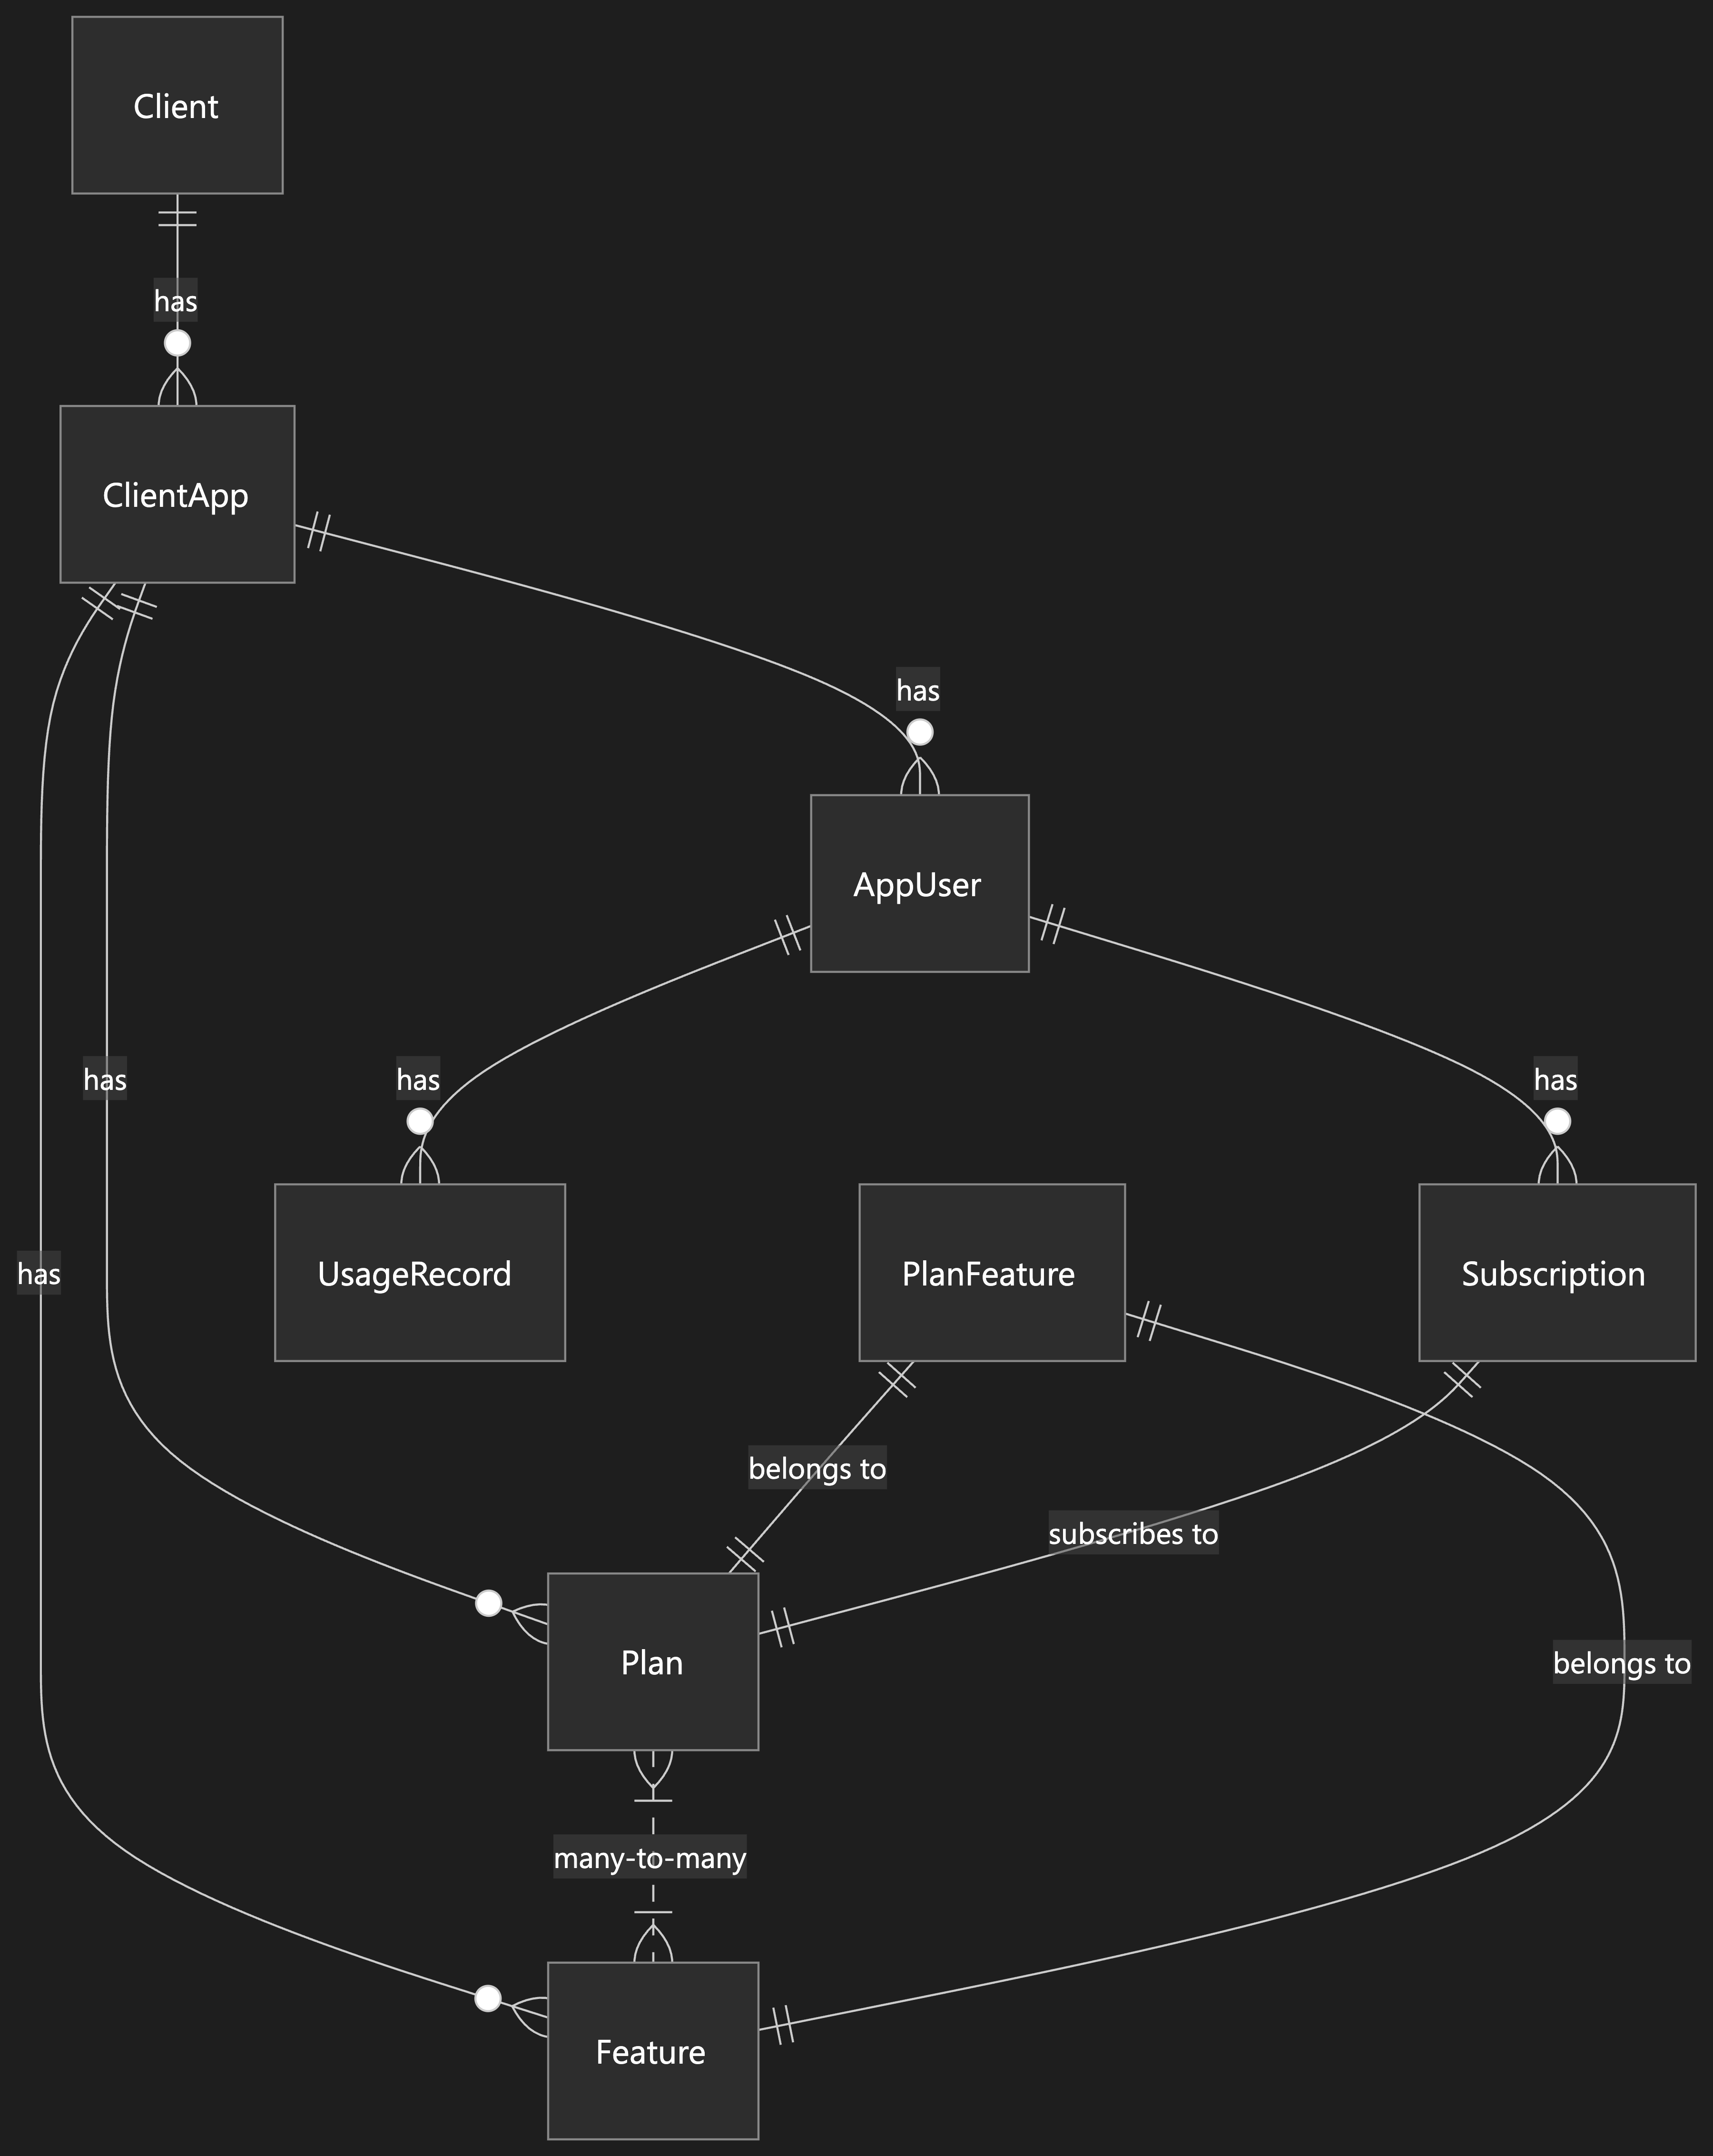 Client
has
ClientApp
has
AppUser
has
has
has
has
UsageRecord
PlanFeature
Subscription
belongs to
subscribes to
Plan
belongs to
many-to-many
Feature